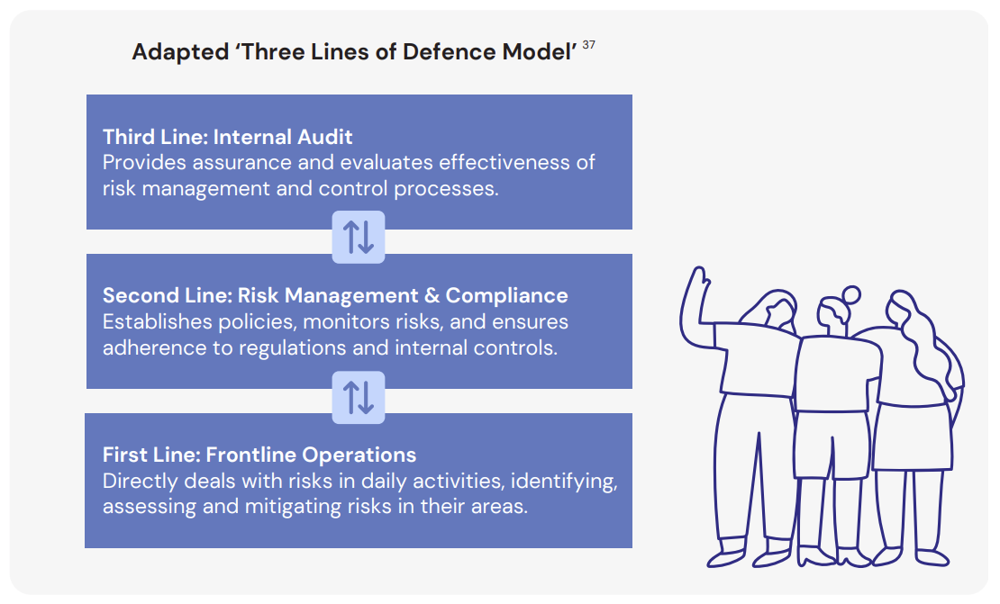 Adapted ‘Three Lines of Defence Model’ 37
Third Line: Internal Audit
Provides assurance and evaluates effectiveness of
risk management and control processes.
Second Line: Risk Management & Compliance
Establishes policies, monitors risks, and ensures
adherence to regulations and internal controls.
First Line: Frontline Operations
Directly deals with risks in daily activities, identifying,
assessing and mitigating risks in their areas.